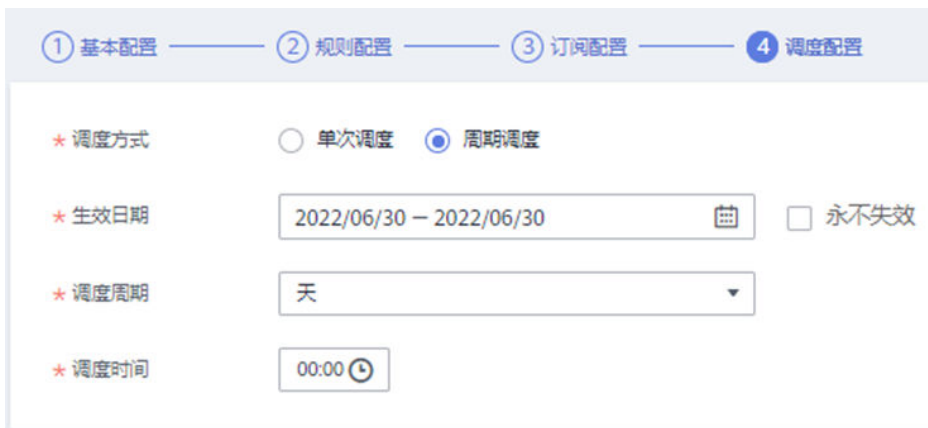 1 基本配置 2 规则配置 3 订阅配置 4 调度配置
* 调度方式 单次调度 周期调度
* 生效日期 2022/06/30 – 2022/06/30 永不失效
* 调度周期 天
* 调度时间 00:00